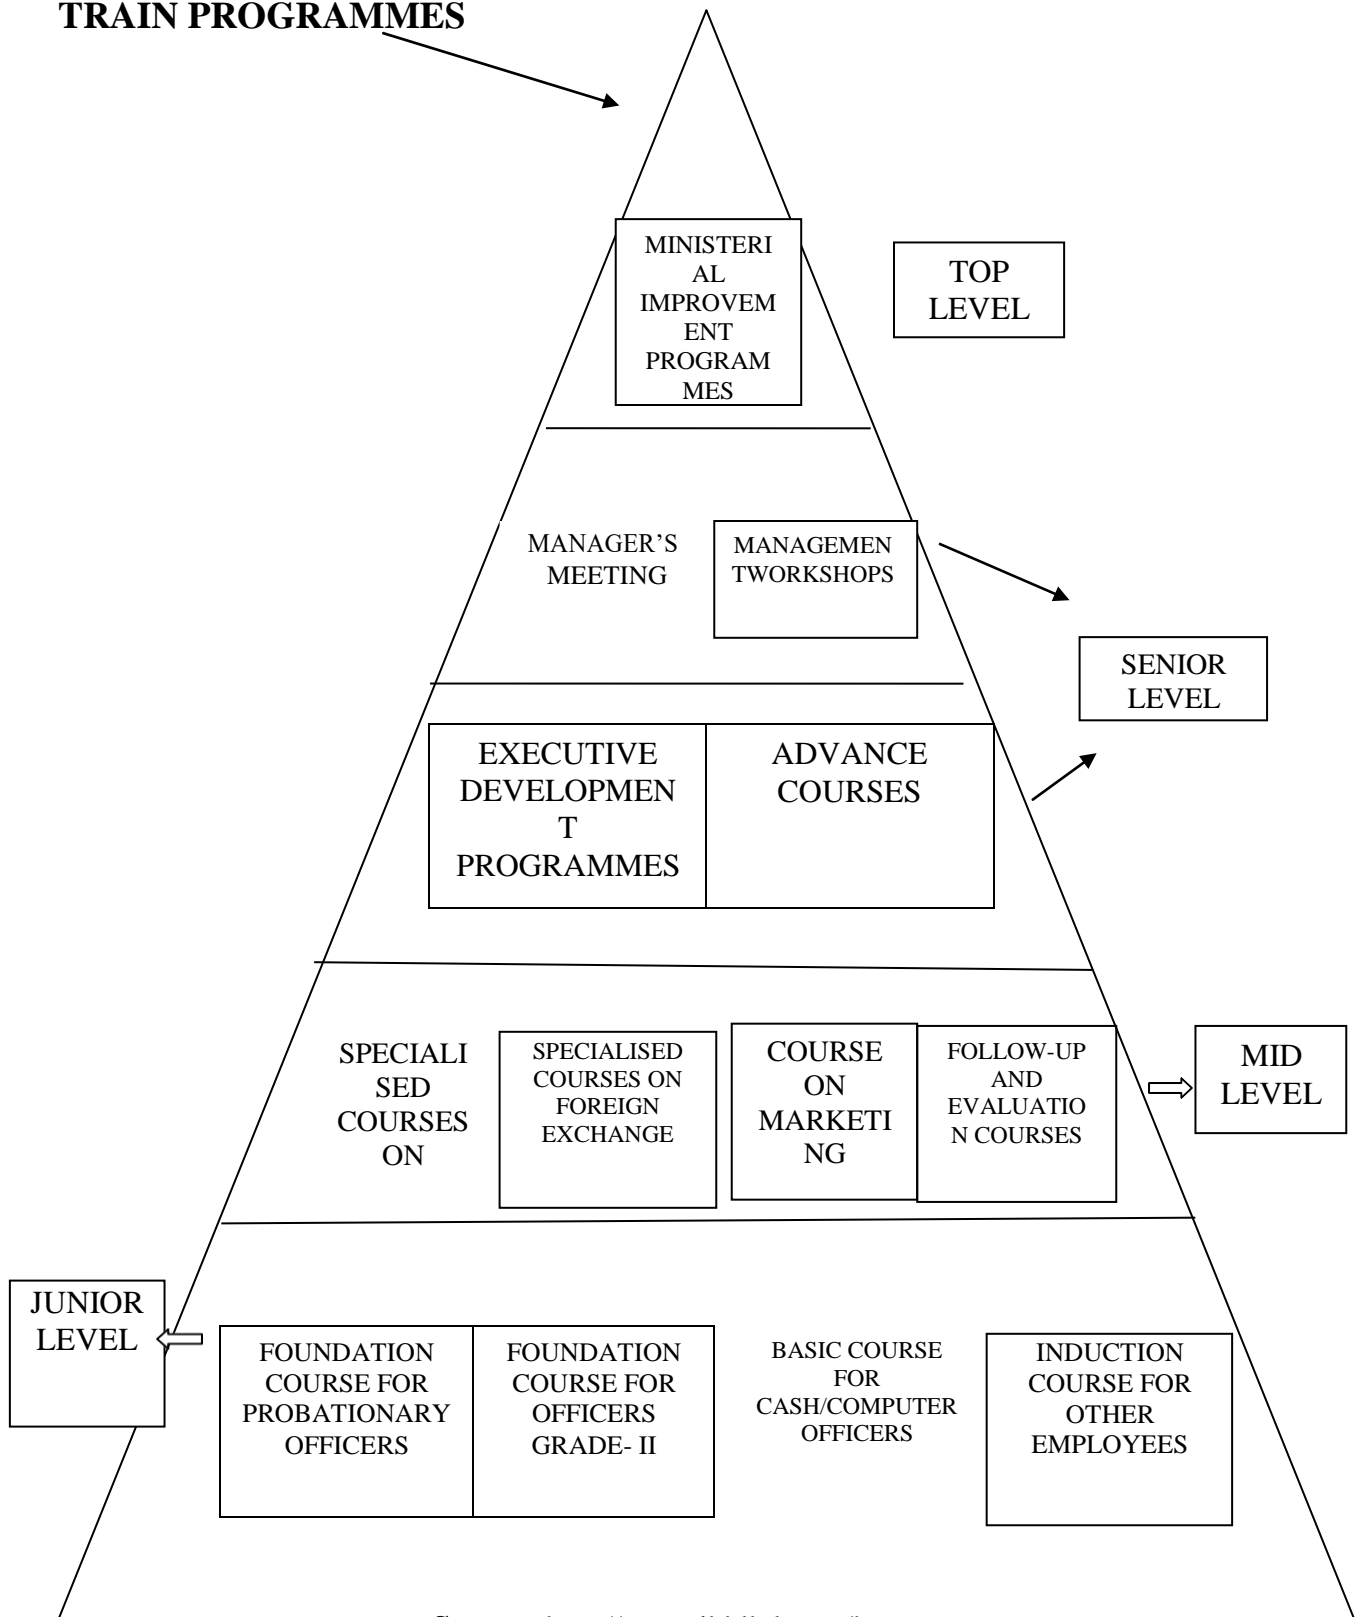 TRAIN PROGRAMMES
MINISTERI
AL
IMPROVEM
ENT
PROGRAM
MES
TOP
LEVEL
MANAGER’S
MEETING
MANAGEMEN
TWORKSHOPS
SENIOR
LEVEL
EXECUTIVE
DEVELOPMEN
T
PROGRAMMES
ADVANCE
COURSES
SPECIALI
SED
COURSES
ON
SPECIALISED
COURSES ON
FOREIGN
EXCHANGE
COURSE
ON
MARKETI
NG
FOLLOW-UP
AND
EVALUATIO
N COURSES
MID
LEVEL
JUNIOR
LEVEL
FOUNDATION
COURSE FOR
PROBATIONARY
OFFICERS
FOUNDATION
COURSE FOR
OFFICERS
GRADE- II
BASIC COURSE
FOR
CASH/COMPUTER
OFFICERS
INDUCTION
COURSE FOR
OTHER
EMPLOYEES